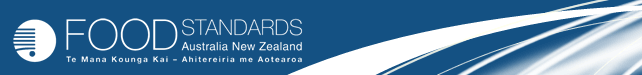 FOOD STANDARDS
Australia New Zealand
Te Mana Kounga Kai – Ahitereiria me Aotearoa